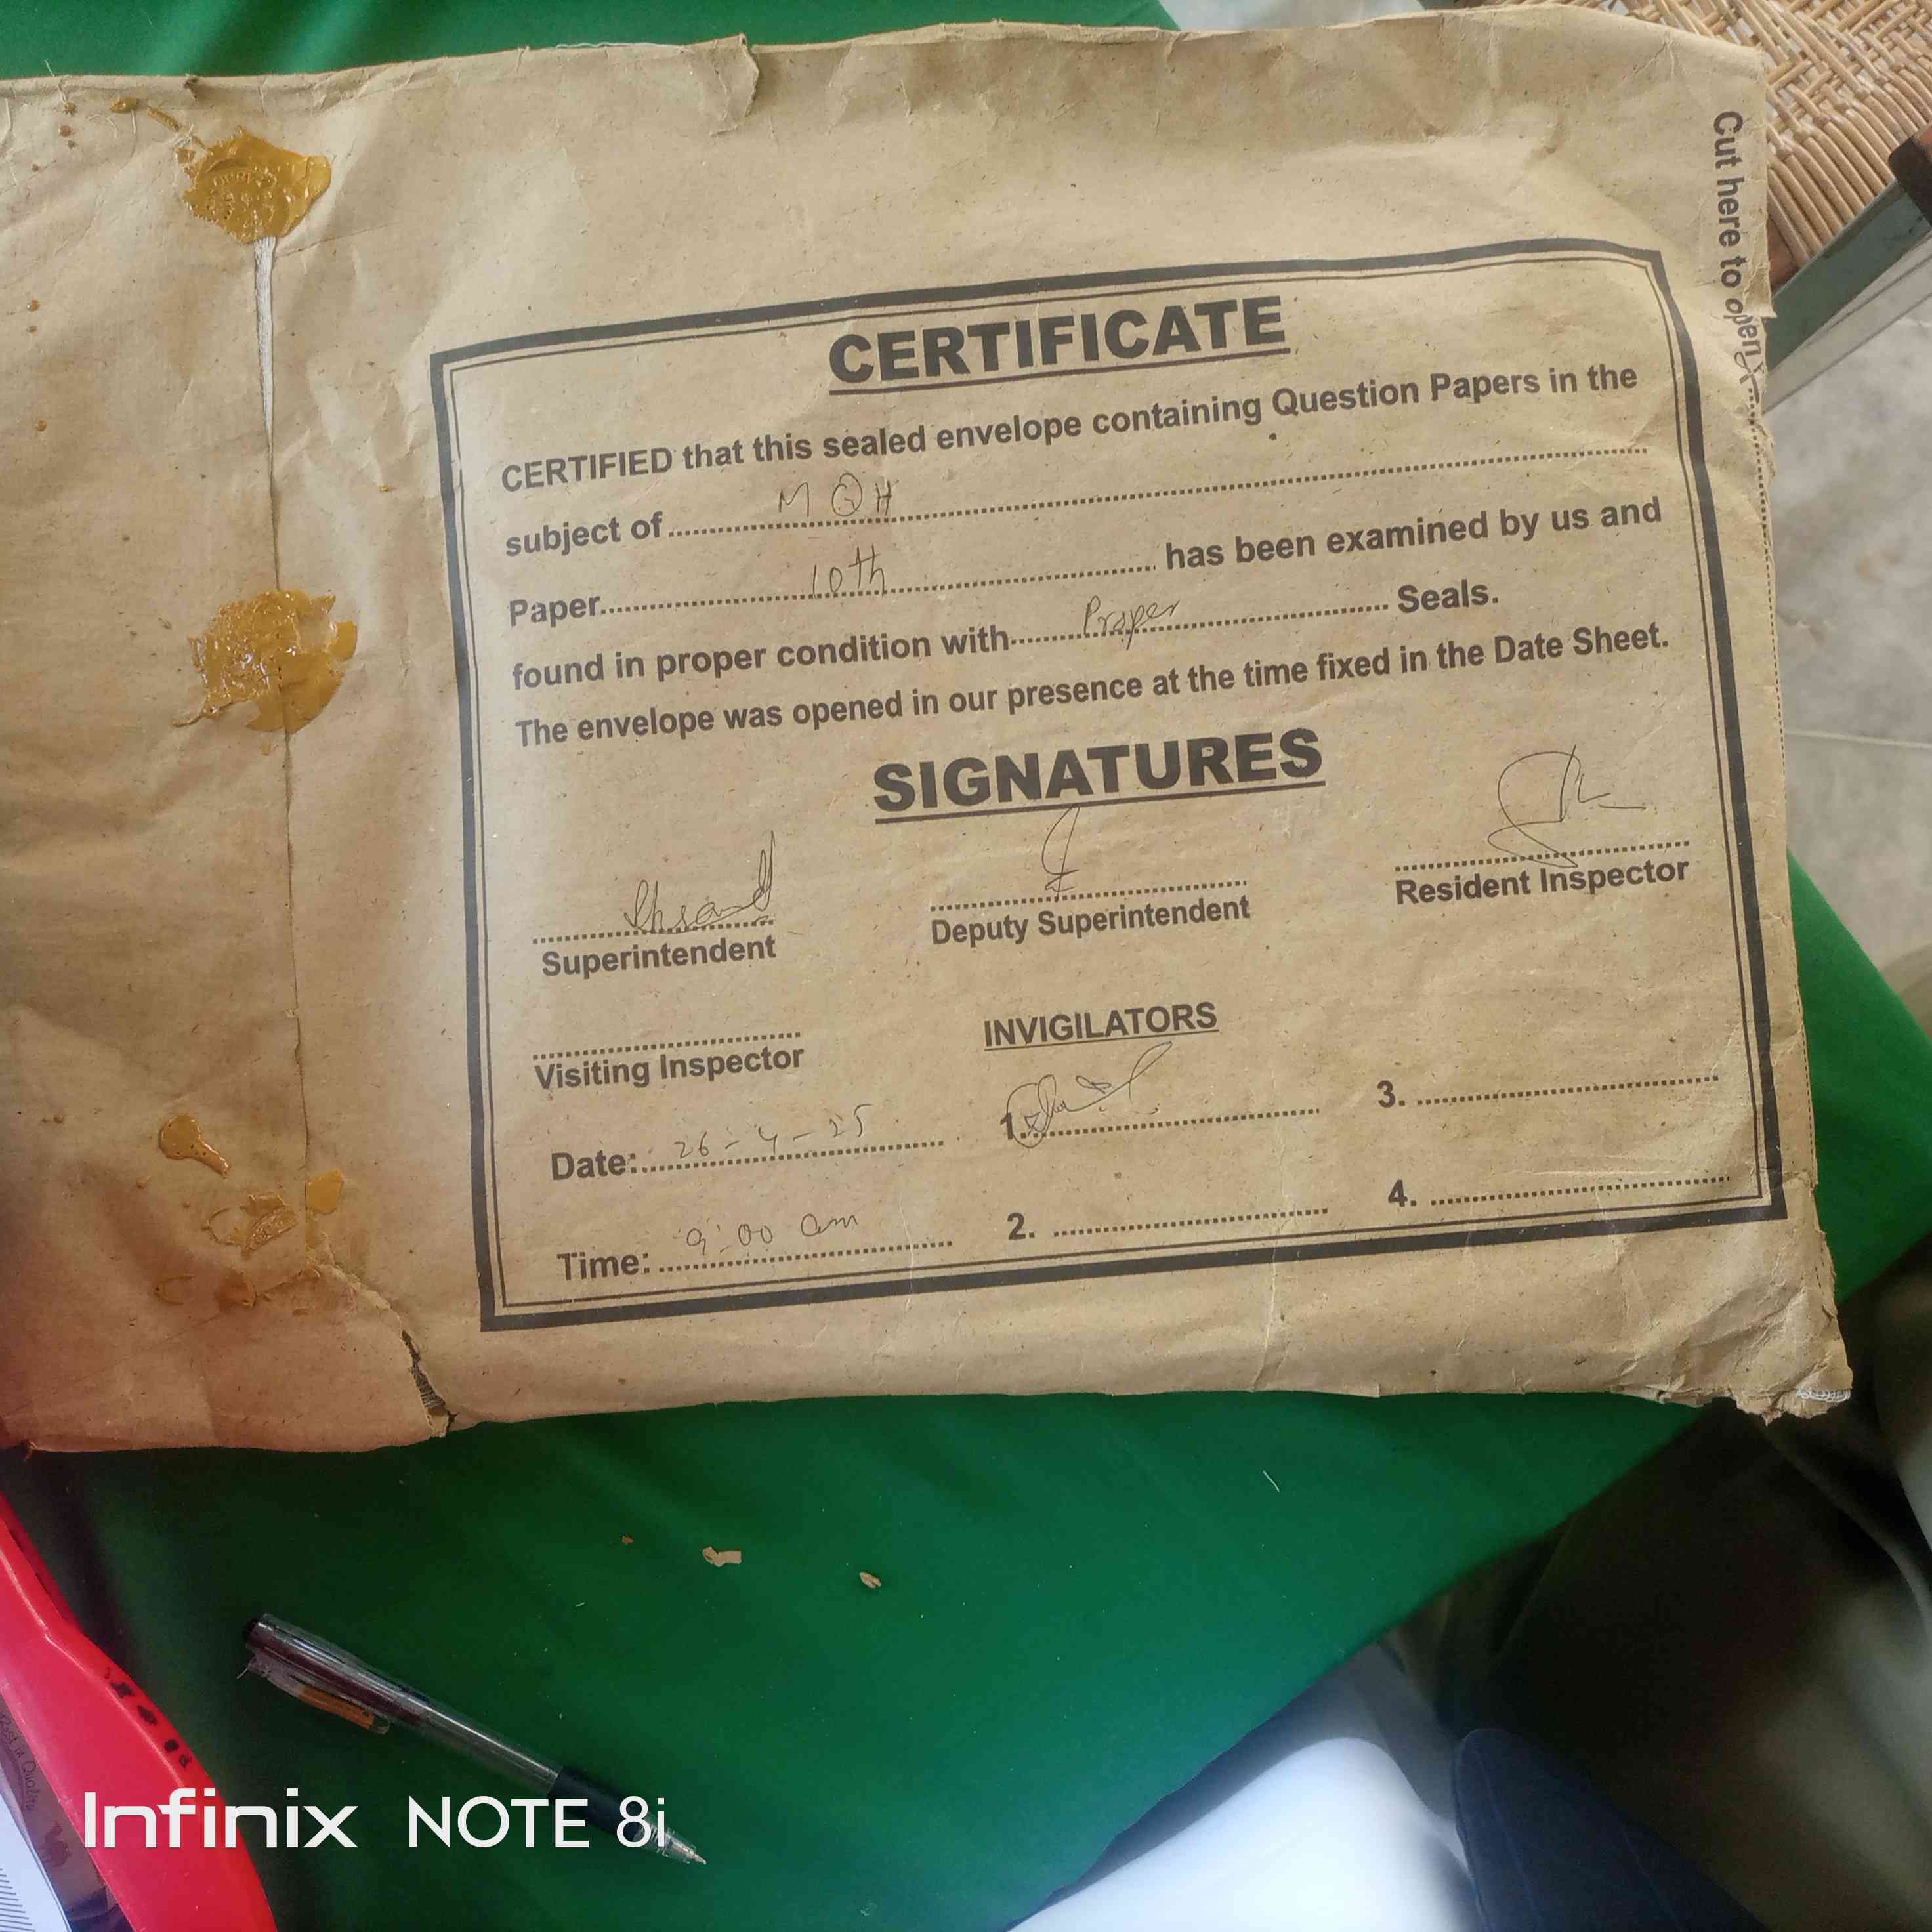 Cut here to open
CERTIFICATE
CERTIFIED that this sealed envelope containing Question Papers in the
subject of M Q H
Paper 10th has been examined by us and
found in proper condition with Proper Seals.
The envelope was opened in our presence at the time fixed in the Date Sheet.
SIGNATURES
Superintendent
Deputy Superintendent
Resident Inspector
Visiting Inspector
INVIGILATORS
Date: 26-4-25
1.
3.
Time: 9:00 am
2.
4.
Infinix NOTE 8i